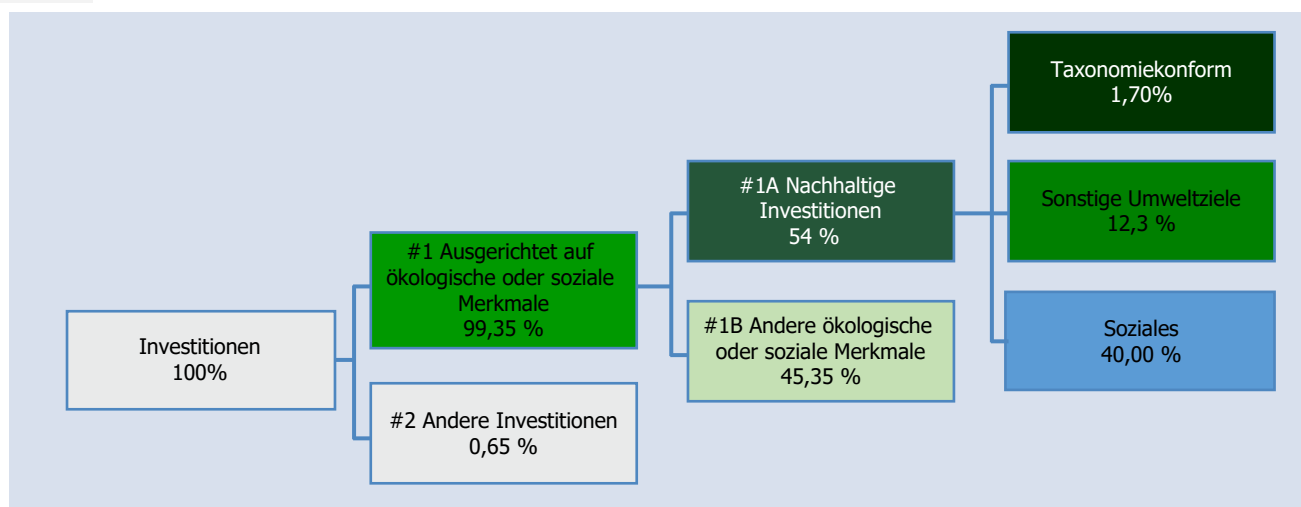 Investitionen
100%
#1 Ausgerichtet auf
ökologische oder soziale
Merkmale
99,35 %
#2 Andere Investitionen
0,65 %
#1A Nachhaltige
Investitionen
54 %
#1B Andere ökologische
oder soziale Merkmale
45,35 %
Taxonomiekonform
1,70%
Sonstige Umweltziele
12,3 %
Soziales
40,00 %